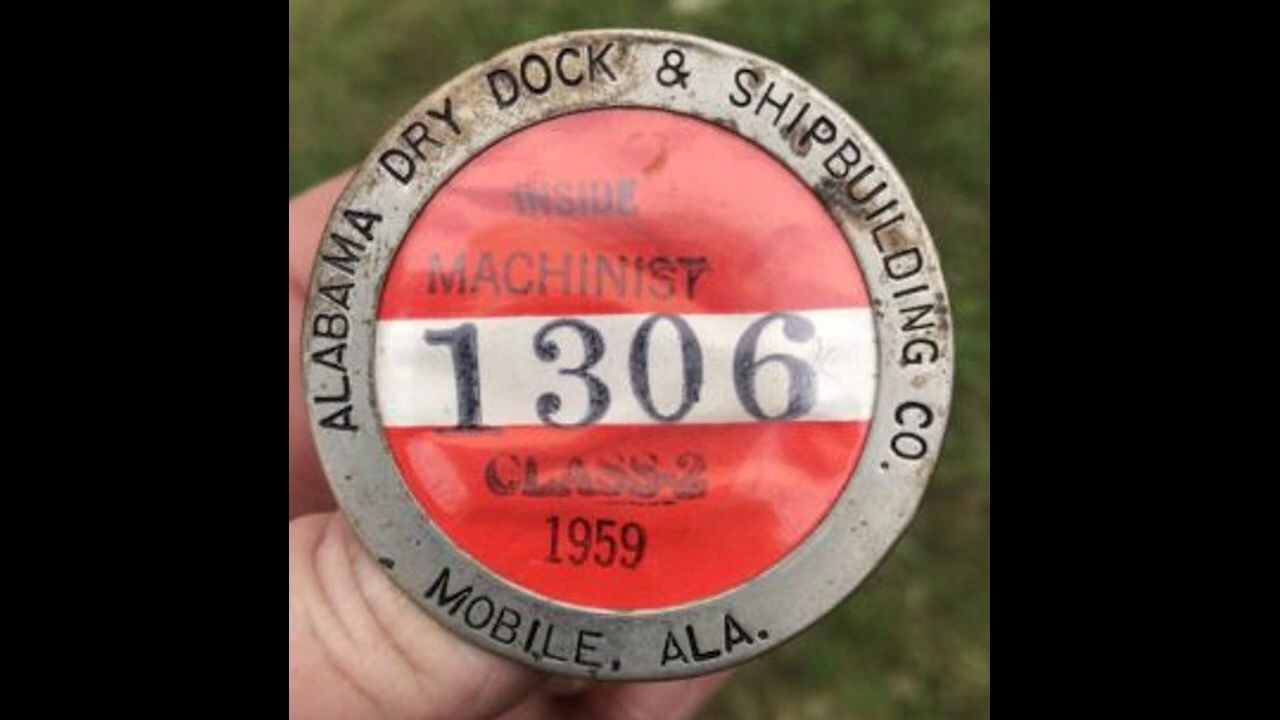 ALABAMA DRY DOCK & SHIPBUILDING CO.
INSIDE
MACHINIST
1306
CLASS-2
1959
MOBILE, ALA.